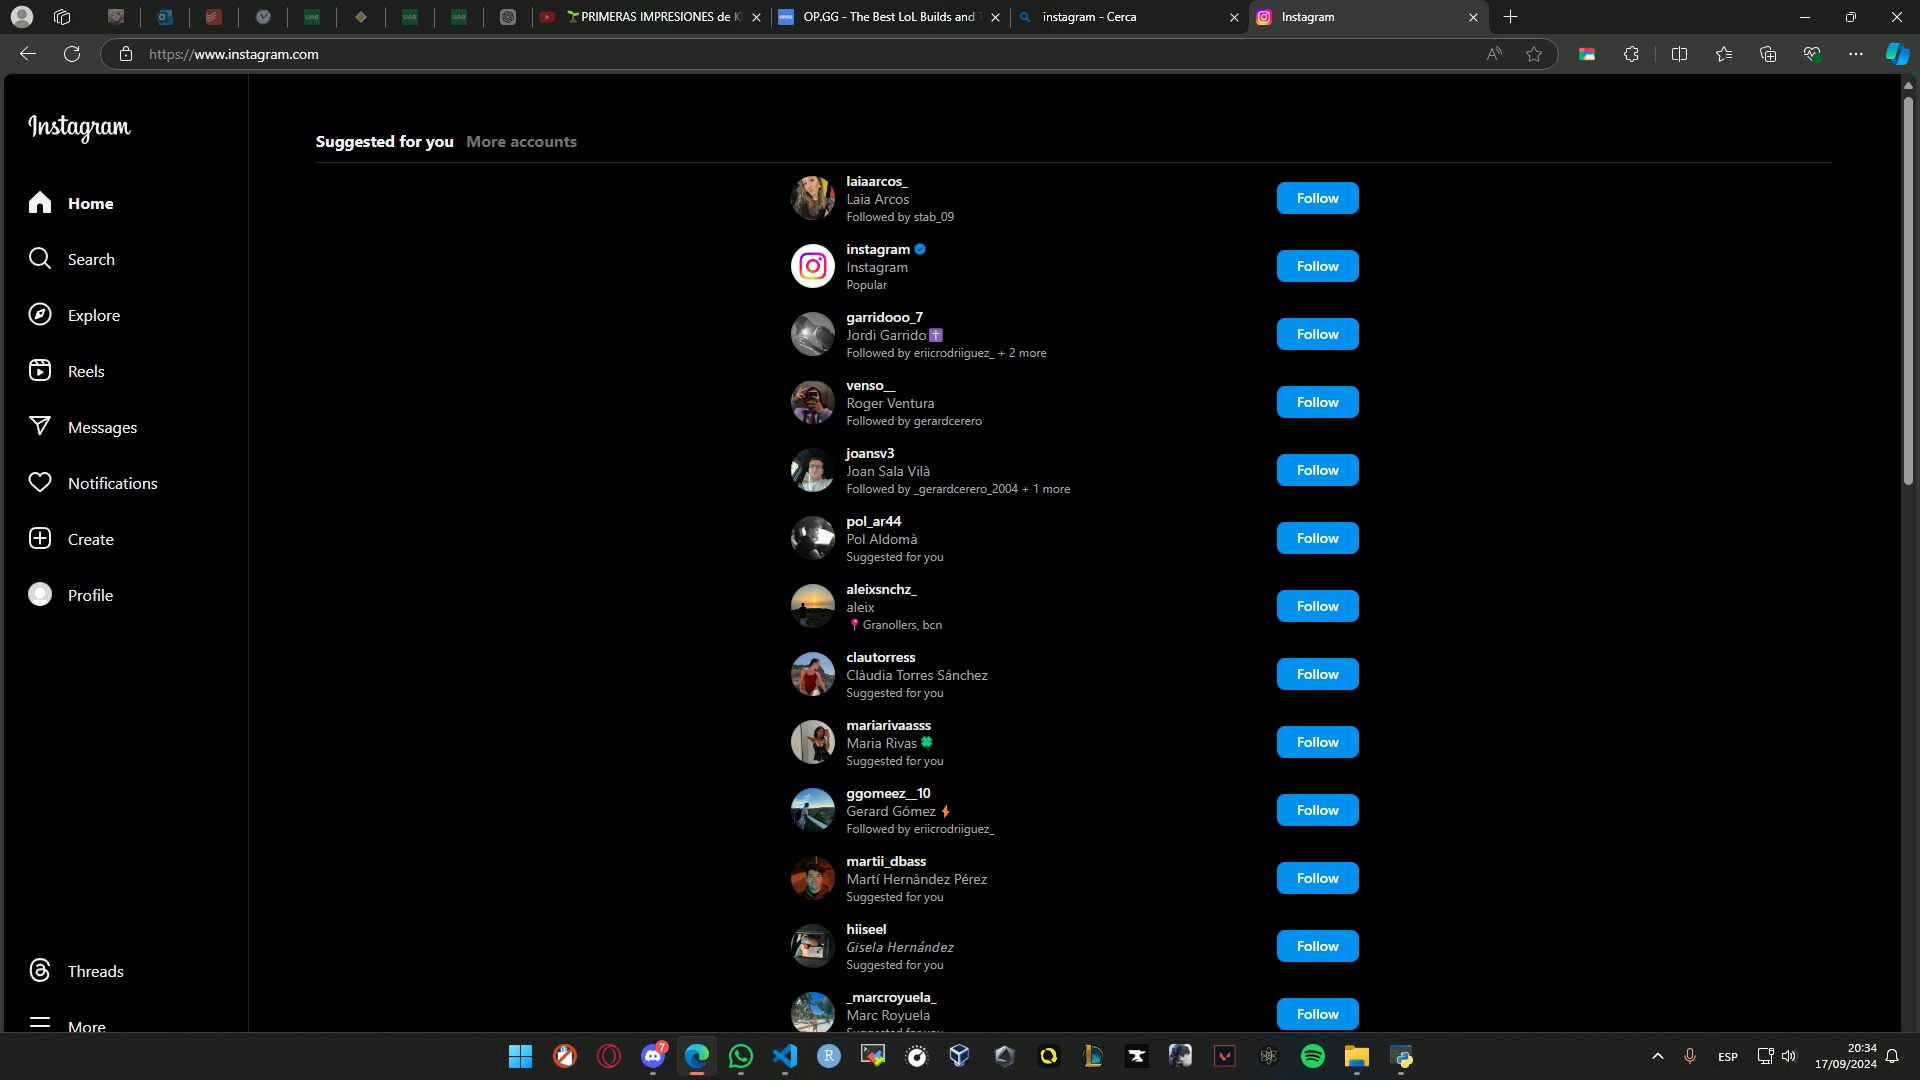 🌱PRIMERAS IMPRESIONES de K
OP.GG - The Best LoL Builds and T
instagram - Cerca
Instagram
https://www.instagram.com
Instagram
Suggested for you More accounts
Home
Search
Explore
Reels
Messages
Notifications
Create
Profile
Threads
More
laiaarcos_
Laia Arcos
Followed by stab_09
Follow
instagram
Instagram
Popular
Follow
garridooo_7
Jordi Garrido✝️
Followed by eriicrodriiguez_ + 2 more
Follow
venso__
Roger Ventura
Followed by gerardcerero
Follow
joansv3
Joan Sala Vilà
Followed by _gerardcerero_2004 + 1 more
Follow
pol_ar44
Pol Aldomà
Suggested for you
Follow
aleixsnchz_
aleix
📍Granollers, bcn
Follow
clautorress
Clàudia Torres Sánchez
Suggested for you
Follow
mariarivaasss
Maria Rivas 🍀
Suggested for you
Follow
ggomeez__10
Gerard Gómez ⚡
Followed by eriicrodriiguez_
Follow
martii_dbass
Martí Hernàndez Pérez
Suggested for you
Follow
hiiseel
Gisela Hernández
Suggested for you
Follow
_marcroyuela_
Marc Royuela
Suggested for you
Follow
7
ESP
20:34
17/09/2024